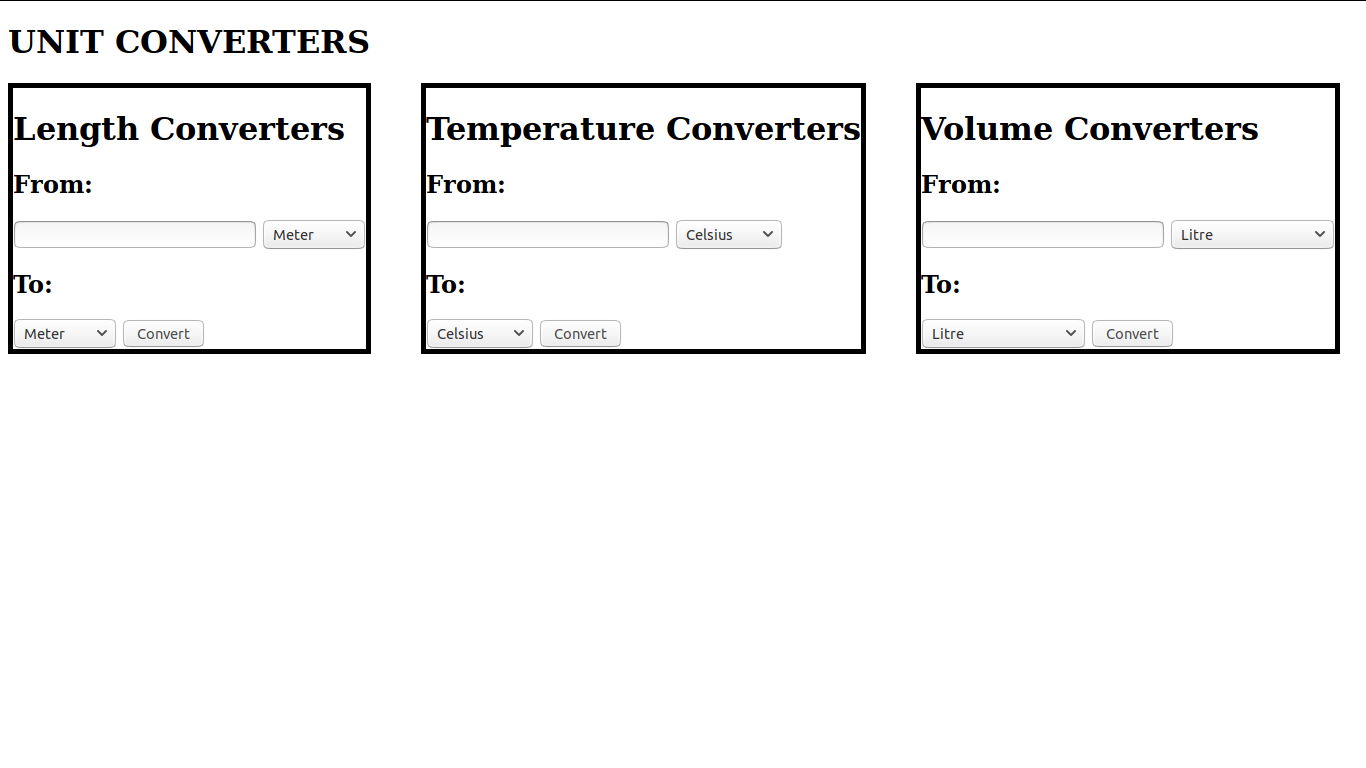 UNIT CONVERTERS
Length Converters
From:
Meter
To:
Meter Convert
Temperature Converters
From:
Celsius
To:
Celsius Convert
Volume Converters
From:
Litre
To:
Litre Convert